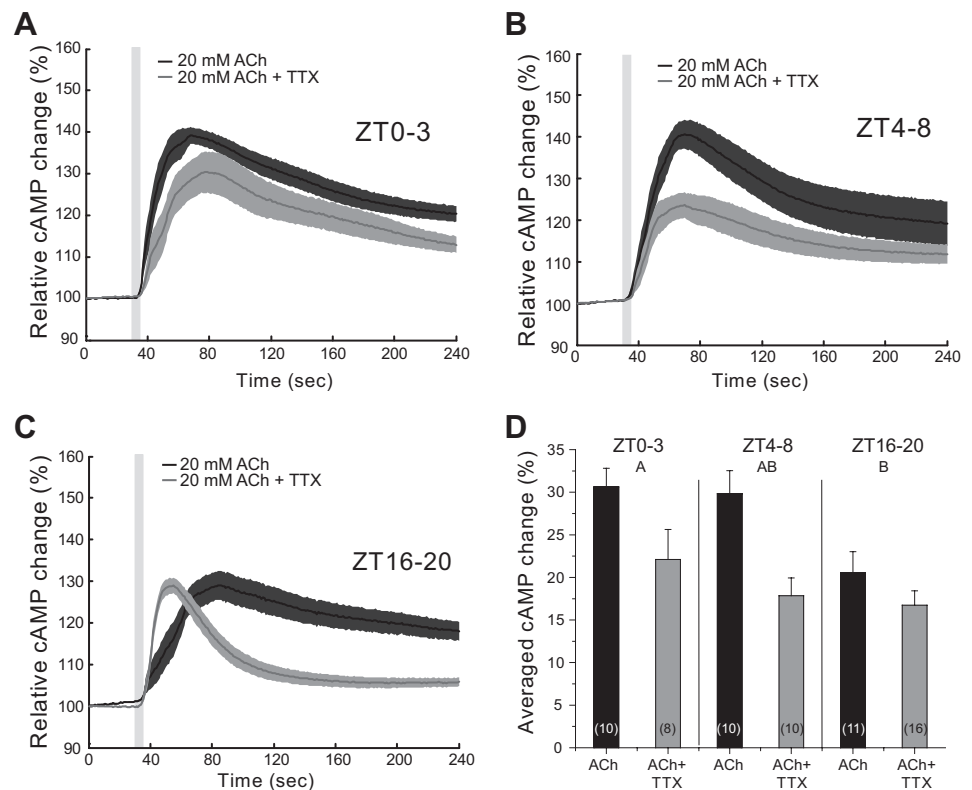 A
Relative cAMP change (%)
160
150
140
130
120
110
100
90
20 mM ACh
20 mM ACh + TTX
ZT0-3
0 40 80 120 160 200 240
Time (sec)
B
Relative cAMP change (%)
160
150
140
130
120
110
100
90
20 mM ACh
20 mM ACh + TTX
ZT4-8
0 40 80 120 160 200 240
Time (sec)
C
Relative cAMP change (%)
160
150
140
130
120
110
100
90
20 mM ACh
20 mM ACh + TTX
ZT16-20
0 40 80 120 160 200 240
Time (sec)
D
Averaged cAMP change (%)
35
30
25
20
15
10
5
0
ZT0-3 ZT4-8 ZT16-20
A AB B
(10) (8) (10) (10) (11) (16)
ACh ACh+ ACh ACh+ ACh ACh+
TTX TTX TTX